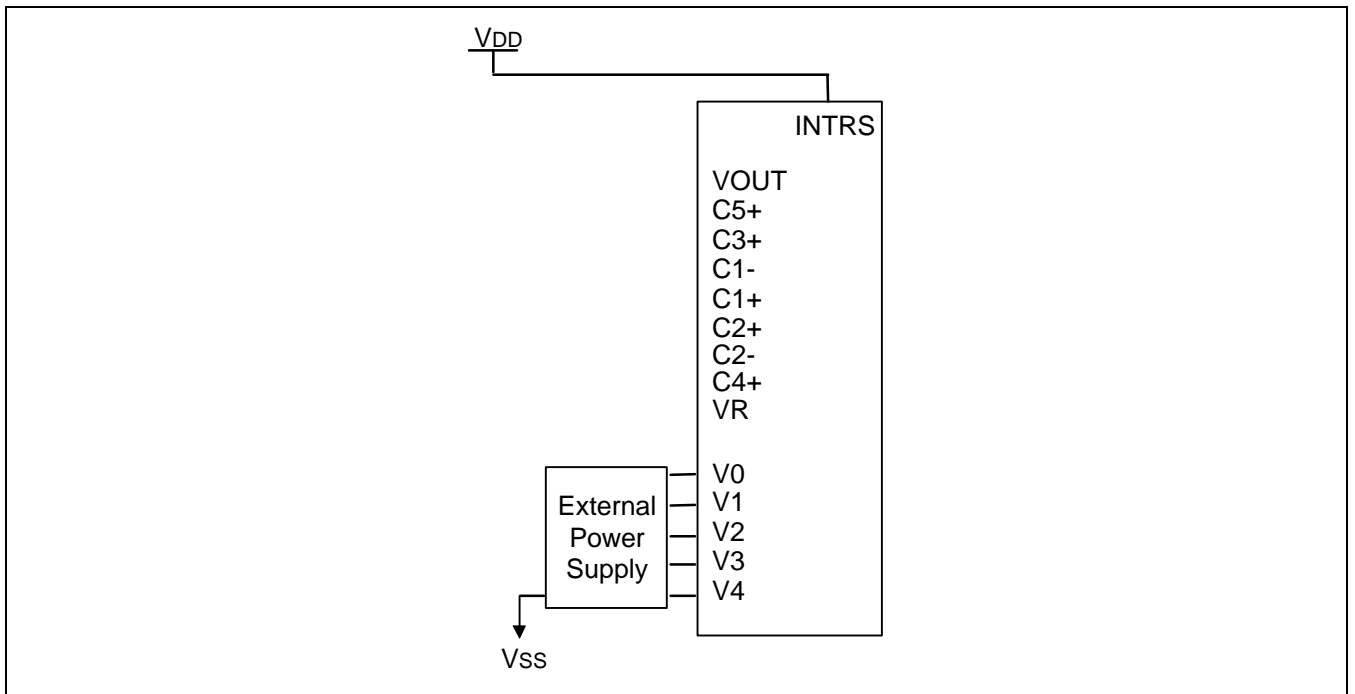 VDD
INTRS
VOUT
C5+
C3+
C1-
C1+
C2+
C2-
C4+
VR
V0
V1
V2
V3
V4
External
Power
Supply
VSS